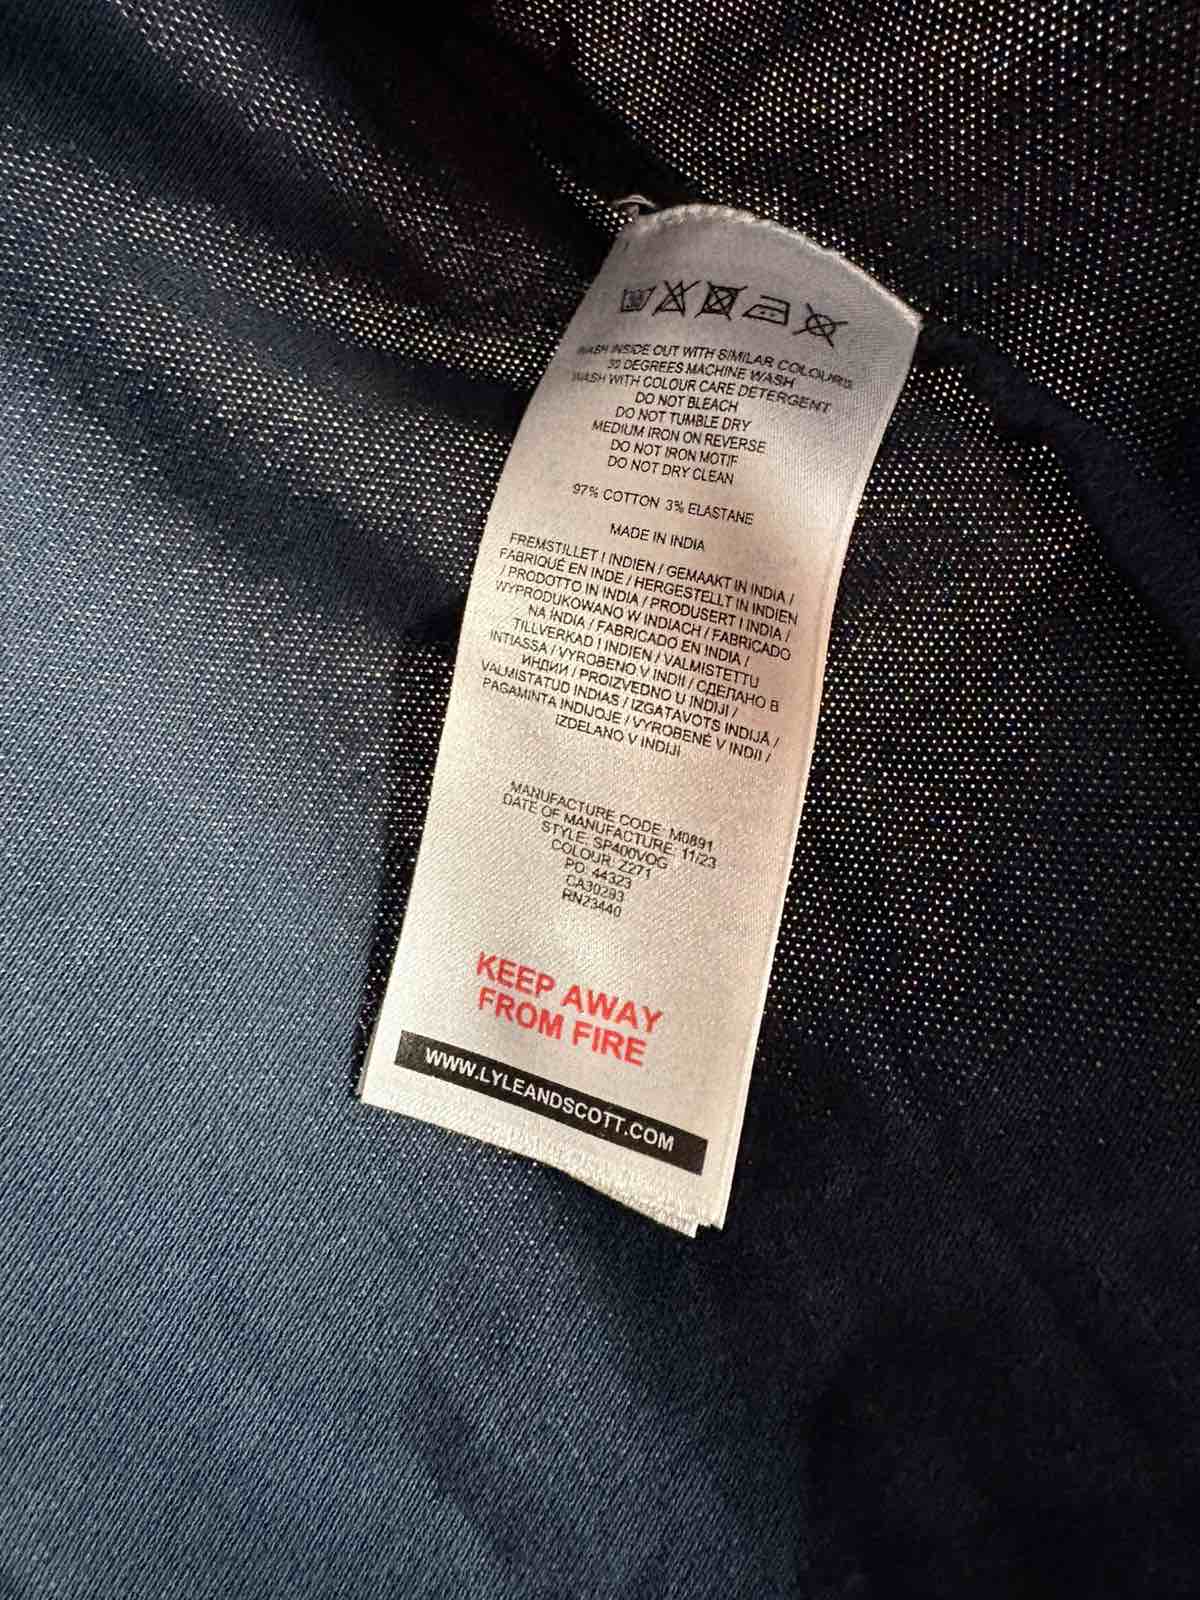 WASH INSIDE OUT WITH SIMILAR COLOURS
30 DEGREES MACHINE WASH
WASH WITH COLOUR CARE DETERGENT
DO NOT BLEACH
DO NOT TUMBLE DRY
MEDIUM IRON ON REVERSE
DO NOT IRON MOTIF
DO NOT DRY CLEAN
97% COTTON 3% ELASTANE
MADE IN INDIA
FREMSTILLET I INDIEN / GEMAAKT IN INDIA /
FABRIQUÉ EN INDE / HERGESTELLT IN INDIEN
/ PRODOTTO IN INDIA / PRODUSERT I INDIA /
WYPRODUKOWANO W INDIACH / FABRICADO
NA INDIA / FABRICADO EN INDIA /
TILLVERKAD I INDIEN / VALMISTETTU
INTIASSA / VYROBENO V INDII / СДЕЛАНО В
ИНДИИ / PROIZVEDNO U INDIJI /
VALMISTATUD INDIAS / IZGATAVOTS INDIJĀ /
PAGAMINTA INDIJOJE / VYROBENÉ V INDII /
IZDELANO V INDIJI
MANUFACTURE CODE: M0891
DATE OF MANUFACTURE: 11/23
STYLE: SP400VOG
COLOUR: Z271
PO: 44323
CA30293
RN23440
KEEP AWAY
FROM FIRE
WWW.LYLEANDSCOTT.COM